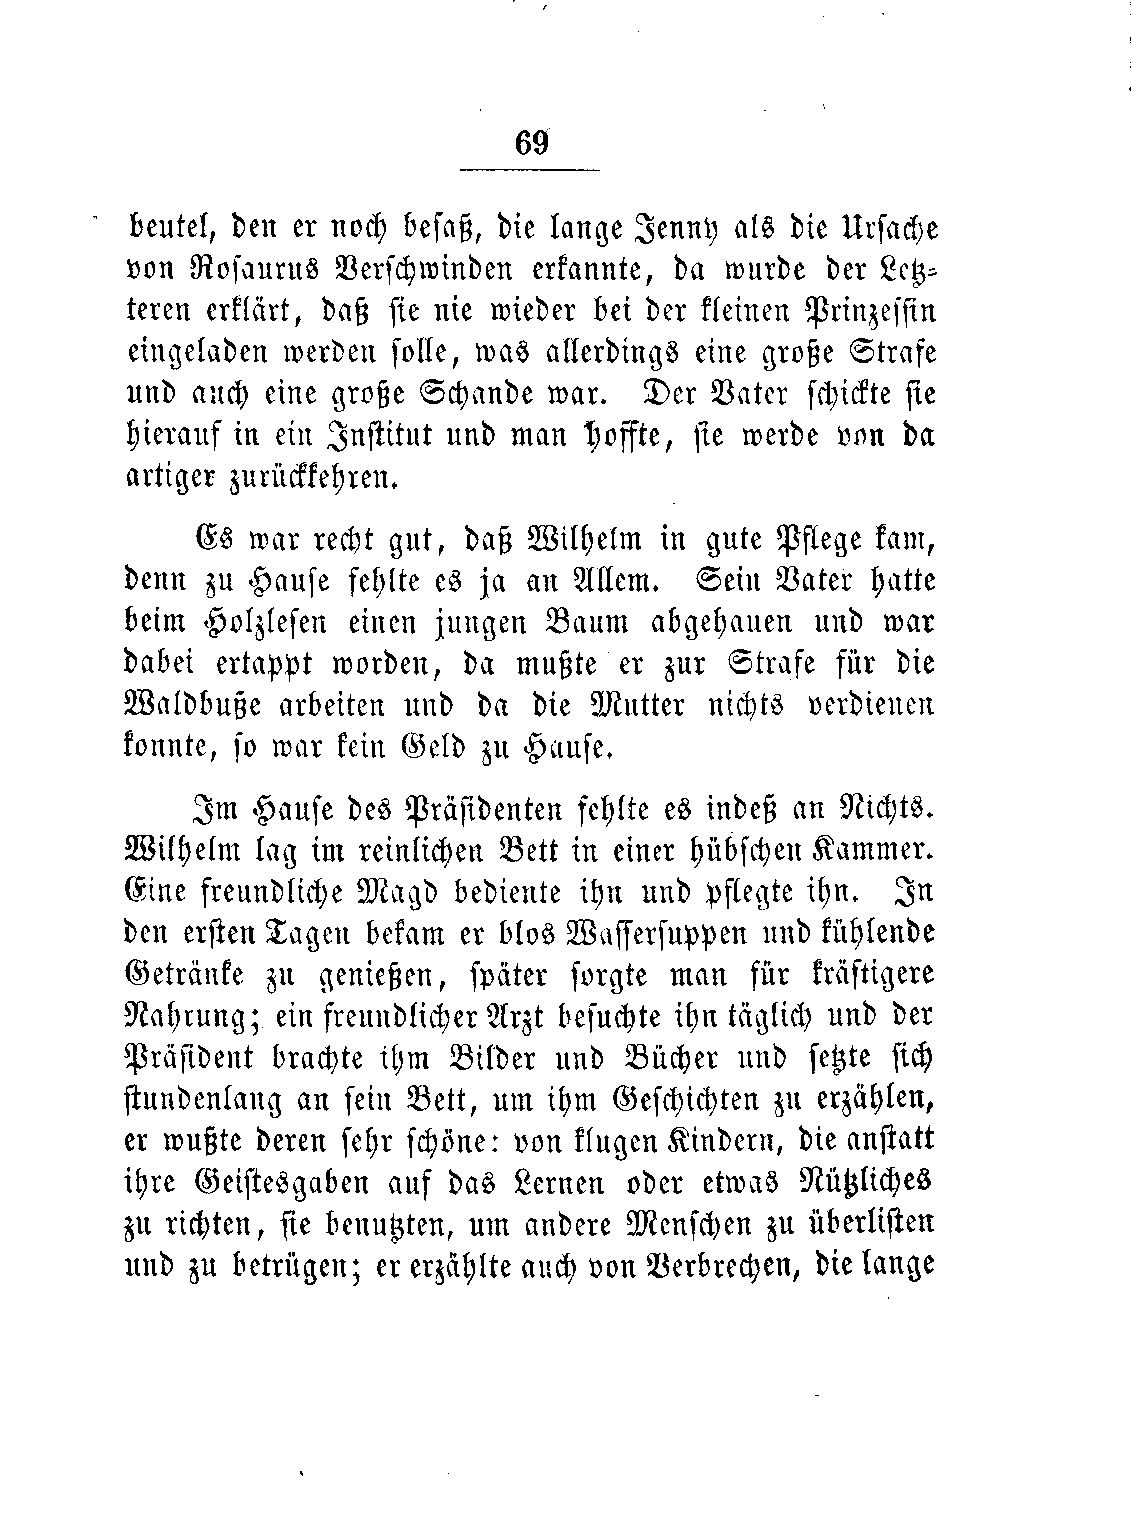 69
beutel, den er noch besaß, die lange Jenny als die Ursache
von Rosaurus Verschwinden erkannte, da wurde der Letz-
teren erklärt, daß sie nie wieder bei der kleinen Prinzessin
eingeladen werden solle, was allerdings eine große Strafe
und auch eine große Schande war. Der Vater schickte sie
hierauf in ein Institut und man hoffte, sie werde von da
artiger zurückkehren.
Es war recht gut, daß Wilhelm in gute Pflege kam,
denn zu Hause fehlte es ja an Allem. Sein Vater hatte
beim Holzlesen einen jungen Baum abgehauen und war
dabei ertappt worden, da mußte er zur Strafe für die
Waldbuße arbeiten und da die Mutter nichts verdienen
konnte, so war kein Geld zu Hause.
Im Hause des Präsidenten fehlte es indeß an Nichts.
Wilhelm lag im reinlichen Bett in einer hübschen Kammer.
Eine freundliche Magd bediente ihn und pflegte ihn. In
den ersten Tagen bekam er blos Wassersuppen und kühlende
Getränke zu genießen, später sorgte man für kräftigere
Nahrung; ein freundlicher Arzt besuchte ihn täglich und der
Präsident brachte ihm Bilder und Bücher und setzte sich
stundenlang an sein Bett, um ihm Geschichten zu erzählen,
er wußte deren sehr schöne: von klugen Kindern, die anstatt
ihre Geistesgaben auf das Lernen oder etwas Nützliches
zu richten, sie benutzten, um andere Menschen zu überlisten
und zu betrügen; er erzählte auch von Verbrechen, die lange